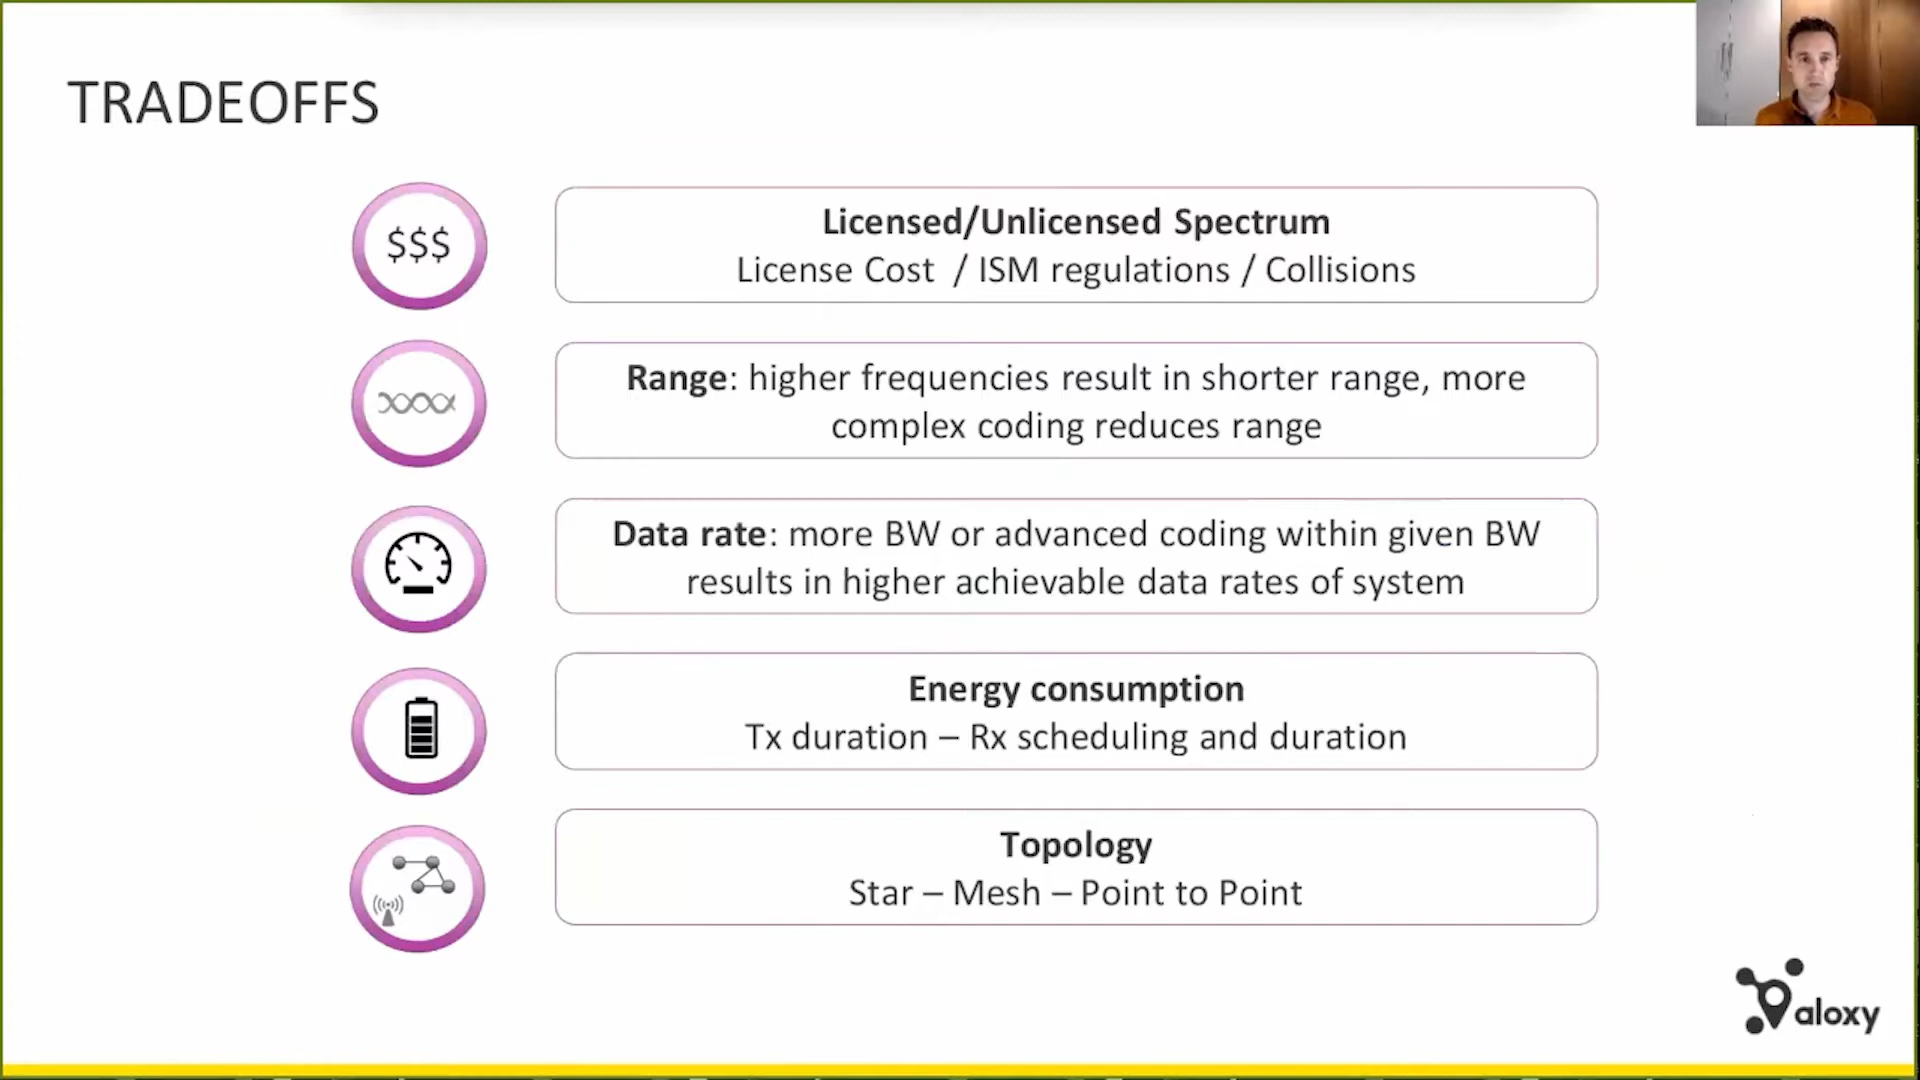 TRADEOFFS
$$$
Licensed/Unlicensed Spectrum
License Cost / ISM regulations / Collisions
Range: higher frequencies result in shorter range, more
complex coding reduces range
Data rate: more BW or advanced coding within given BW
results in higher achievable data rates of system
Energy consumption
Tx duration – Rx scheduling and duration
Topology
Star – Mesh – Point to Point
aloxy